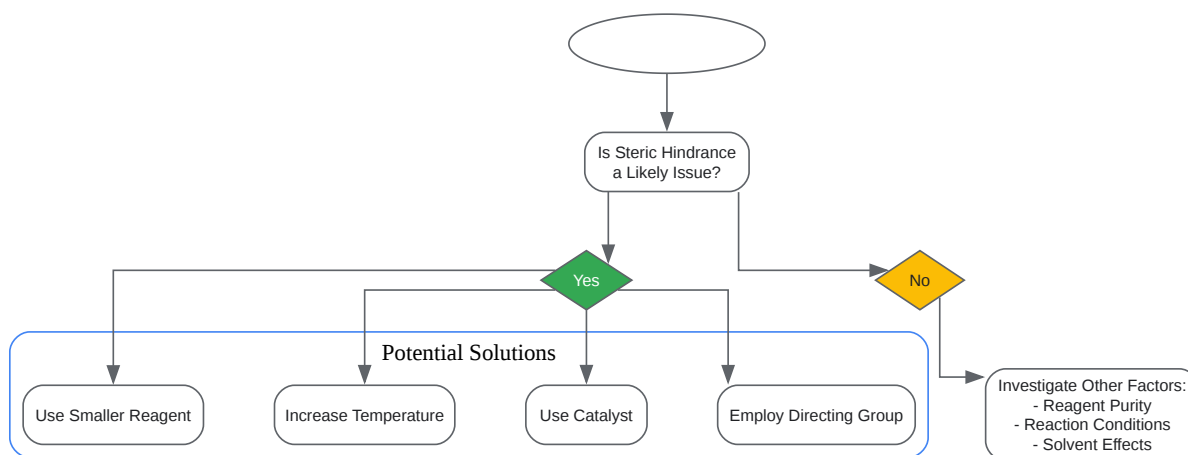 Is Steric Hindrance
a Likely Issue?
Yes
No
Potential Solutions
Use Smaller Reagent
Increase Temperature
Use Catalyst
Employ Directing Group
Investigate Other Factors:
- Reagent Purity
- Reaction Conditions
- Solvent Effects